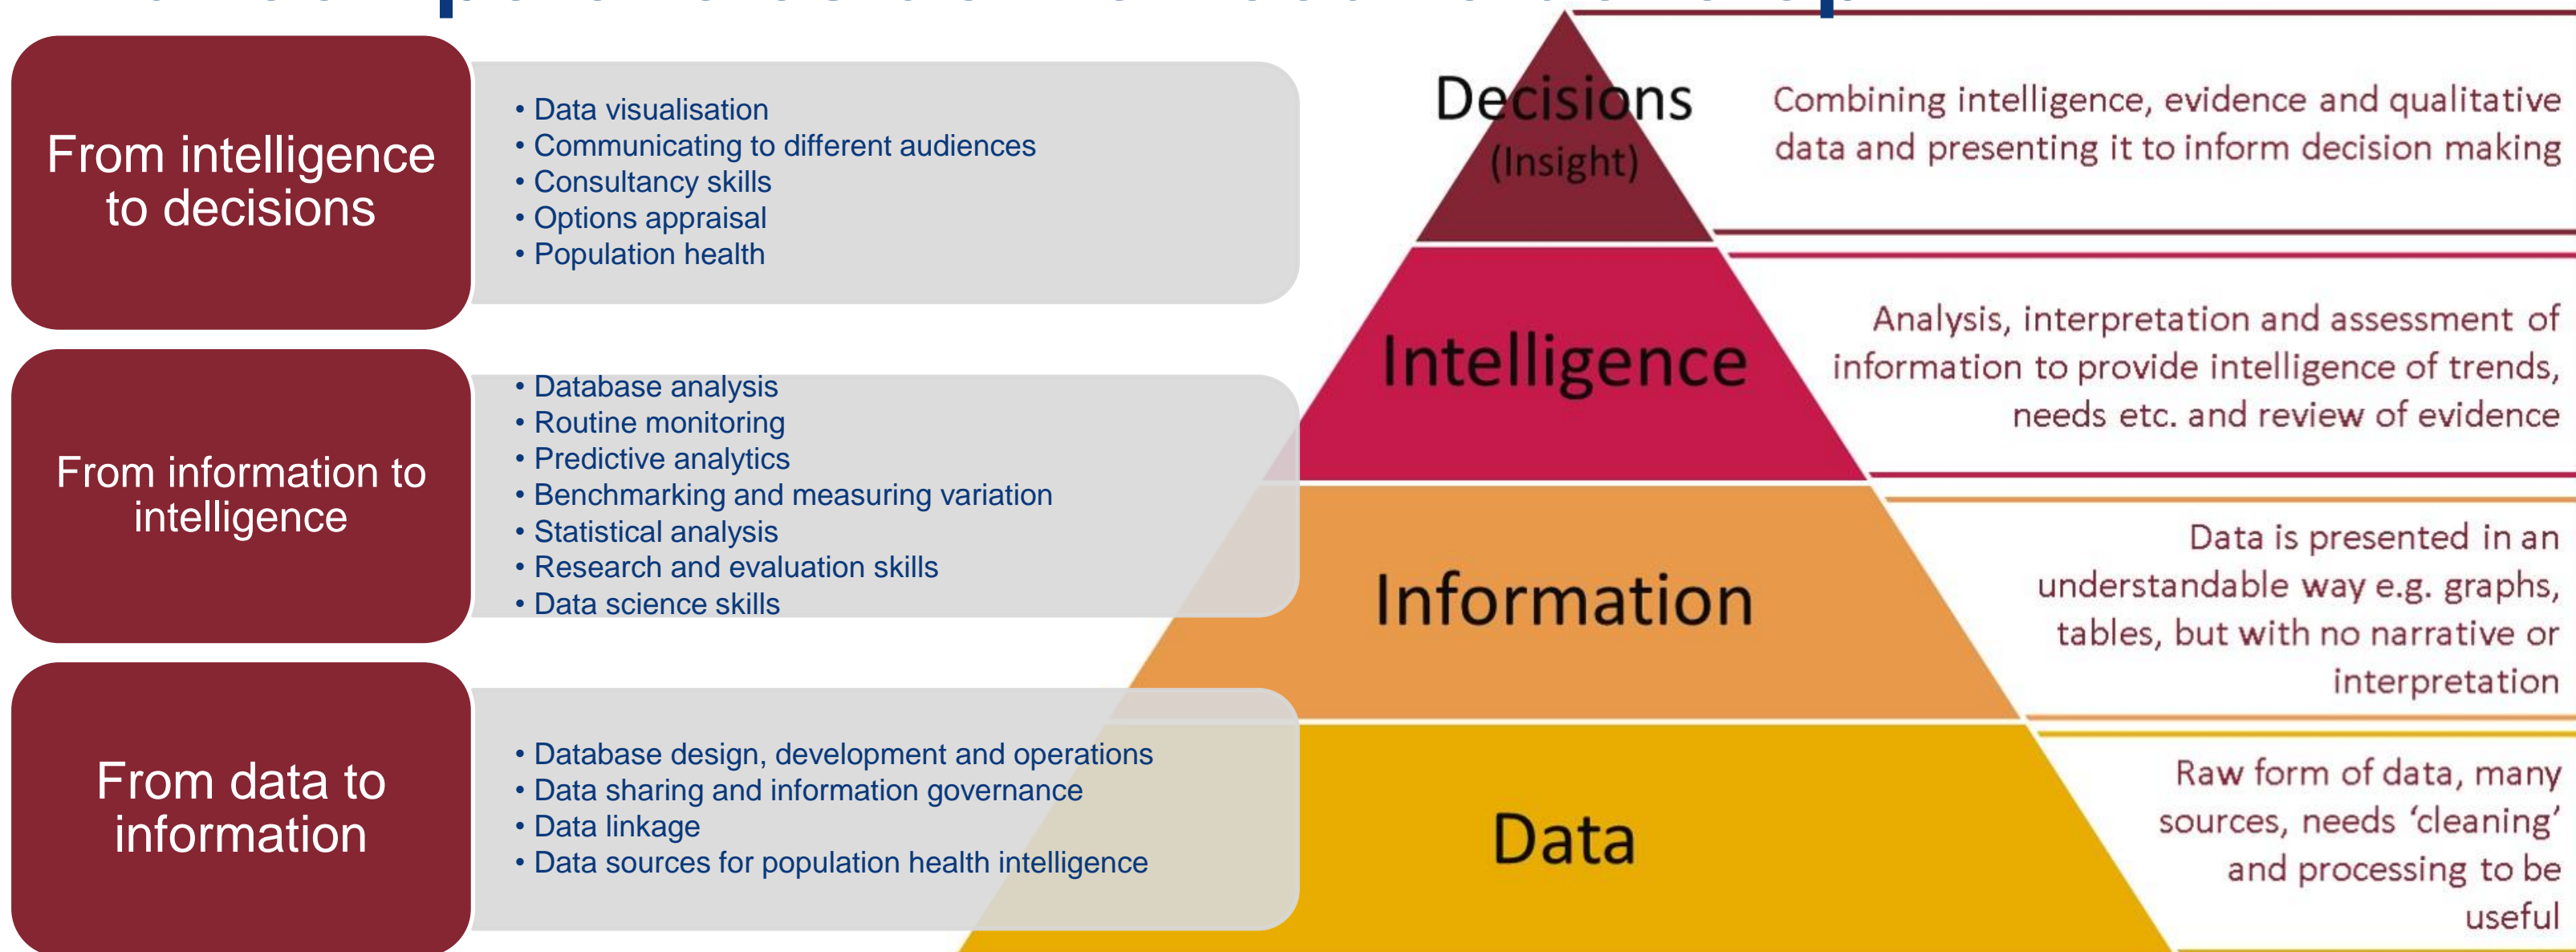 From intelligence
to decisions
• Data visualisation
• Communicating to different audiences
• Consultancy skills
• Options appraisal
• Population health
From information to
intelligence
• Database analysis
• Routine monitoring
• Predictive analytics
• Benchmarking and measuring variation
• Statistical analysis
• Research and evaluation skills
• Data science skills
From data to
information
• Database design, development and operations
• Data sharing and information governance
• Data linkage
• Data sources for population health intelligence
Decisions
(Insight)
Combining intelligence, evidence and qualitative
data and presenting it to inform decision making
Intelligence
Analysis, interpretation and assessment of
information to provide intelligence of trends,
needs etc. and review of evidence
Information
Data is presented in an
understandable way e.g. graphs,
tables, but with no narrative or
interpretation
Data
Raw form of data, many
sources, needs ‘cleaning’
and processing to be
useful